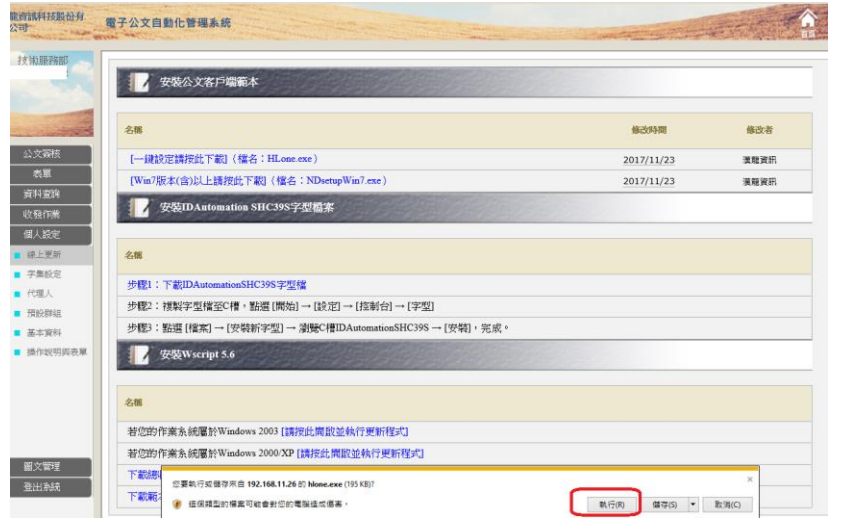 龍資訊科技股份有
公司
電子公文自動化管理系統
首頁
技術服務部
安裝公文客戶端範本
名稱 修改時間 修改者
[一鍵設定請按此下載]（檔名：HLone.exe） 2017/11/23 漢龍資訊
[Win7版本(含)以上請按此下載]（檔名：NDsetupWin7.exe） 2017/11/23 漢龍資訊
安裝IDAutomation SHC39S字型檔案
名稱
步驟1：下載IDAutomationSHC39S字型檔
步驟2：複製字型檔至C槽，點選 [開始] → [設定] → [控制台] → [字型]
步驟3：點選 [檔案] → [安裝新字型] → 瀏覽C槽IDAutomationSHC39S → [安裝]，完成。
安裝Wscript 5.6
名稱
若您的作業系統屬於Windows 2003 [請按此開啟並執行更新程式]
若您的作業系統屬於Windows 2000/XP [請按此開啟並執行更新程式]
下載總
下載範
公文簽核
表單
資料查詢
收發作業
個人設定
線上更新
字集設定
代理人
預設群組
基本資料
操作說明與表單
圖文管理
登出系統
您要執行或儲存來自 192.168.11.26 的 hlone.exe (195 KB)?
這個類型的檔案可能會對您的電腦造成傷害。
執行(R) 儲存(S) 取消(C)